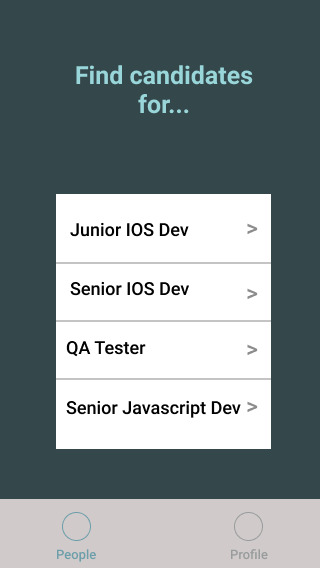 Find candidates
for...
Junior IOS Dev >
Senior IOS Dev >
QA Tester >
Senior Javascript Dev >
People Profile